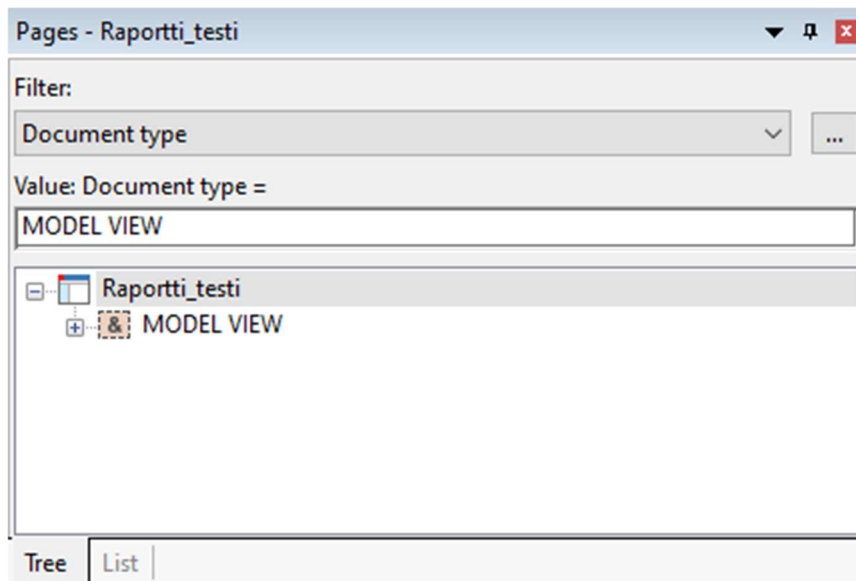 Pages - Raportti_testi
Filter:
Document type
...
Value: Document type =
MODEL VIEW
Raportti_testi
& MODEL VIEW
Tree List